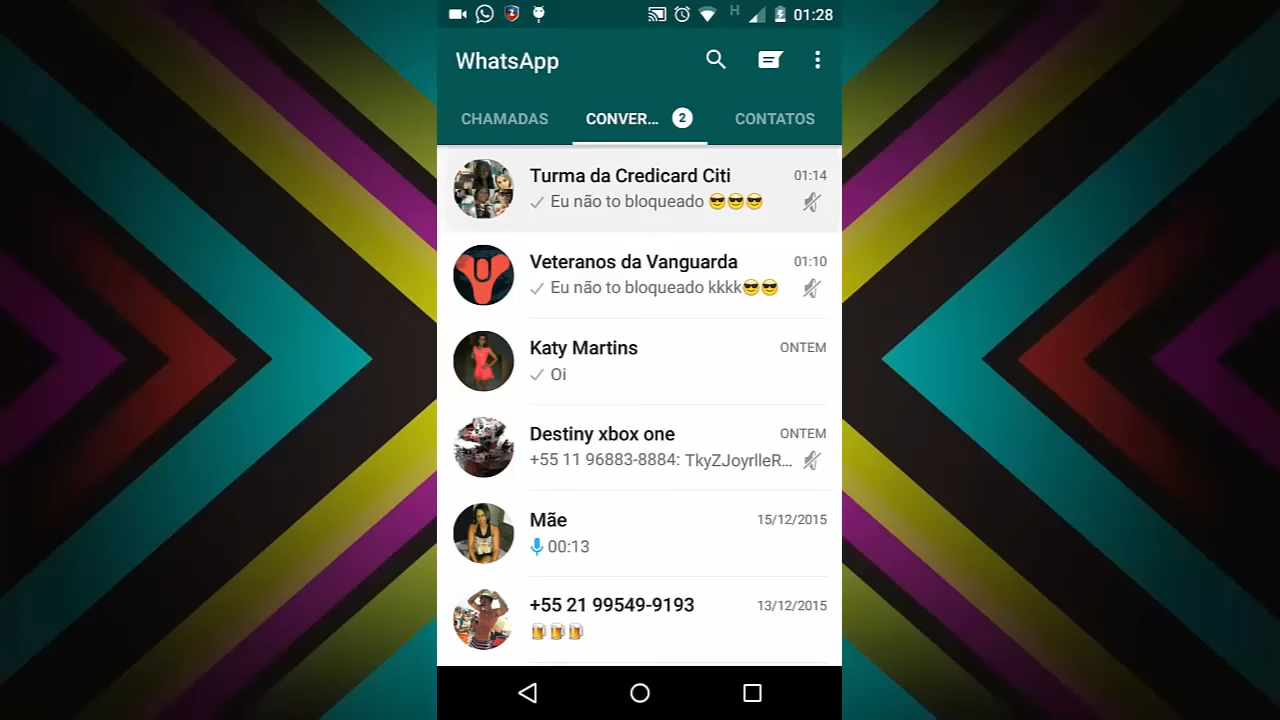 H 01:28
WhatsApp
CHAMADAS CONVER... 2 CONTATOS
Turma da Credicard Citi 01:14
Eu não to bloqueado 😎😎😎
Veteranos da Vanguarda 01:10
Eu não to bloqueado kkkk😎😎
Katy Martins ONTEM
Oi
Destiny xbox one ONTEM
+55 11 96883-8884: TkyZJoyrlleR...
Mãe 15/12/2015
00:13
+55 21 99549-9193 13/12/2015
🍺🍺🍺